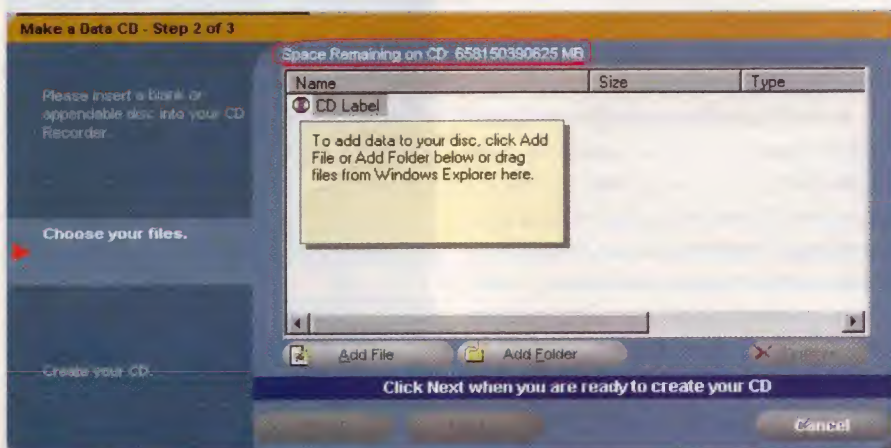 Make a Data CD - Step 2 of 3
Space Remaining on CD: 658150390625 MB
Please insert a blank or
appendable disc into your CD
Recorder.
Name Size Type
CD Label
To add data to your disc, click Add
File or Add Folder below or drag
files from Windows Explorer here.
Choose your files.
Add File Add Folder
Create your CD.
Click Next when you are ready to create your CD
Cancel